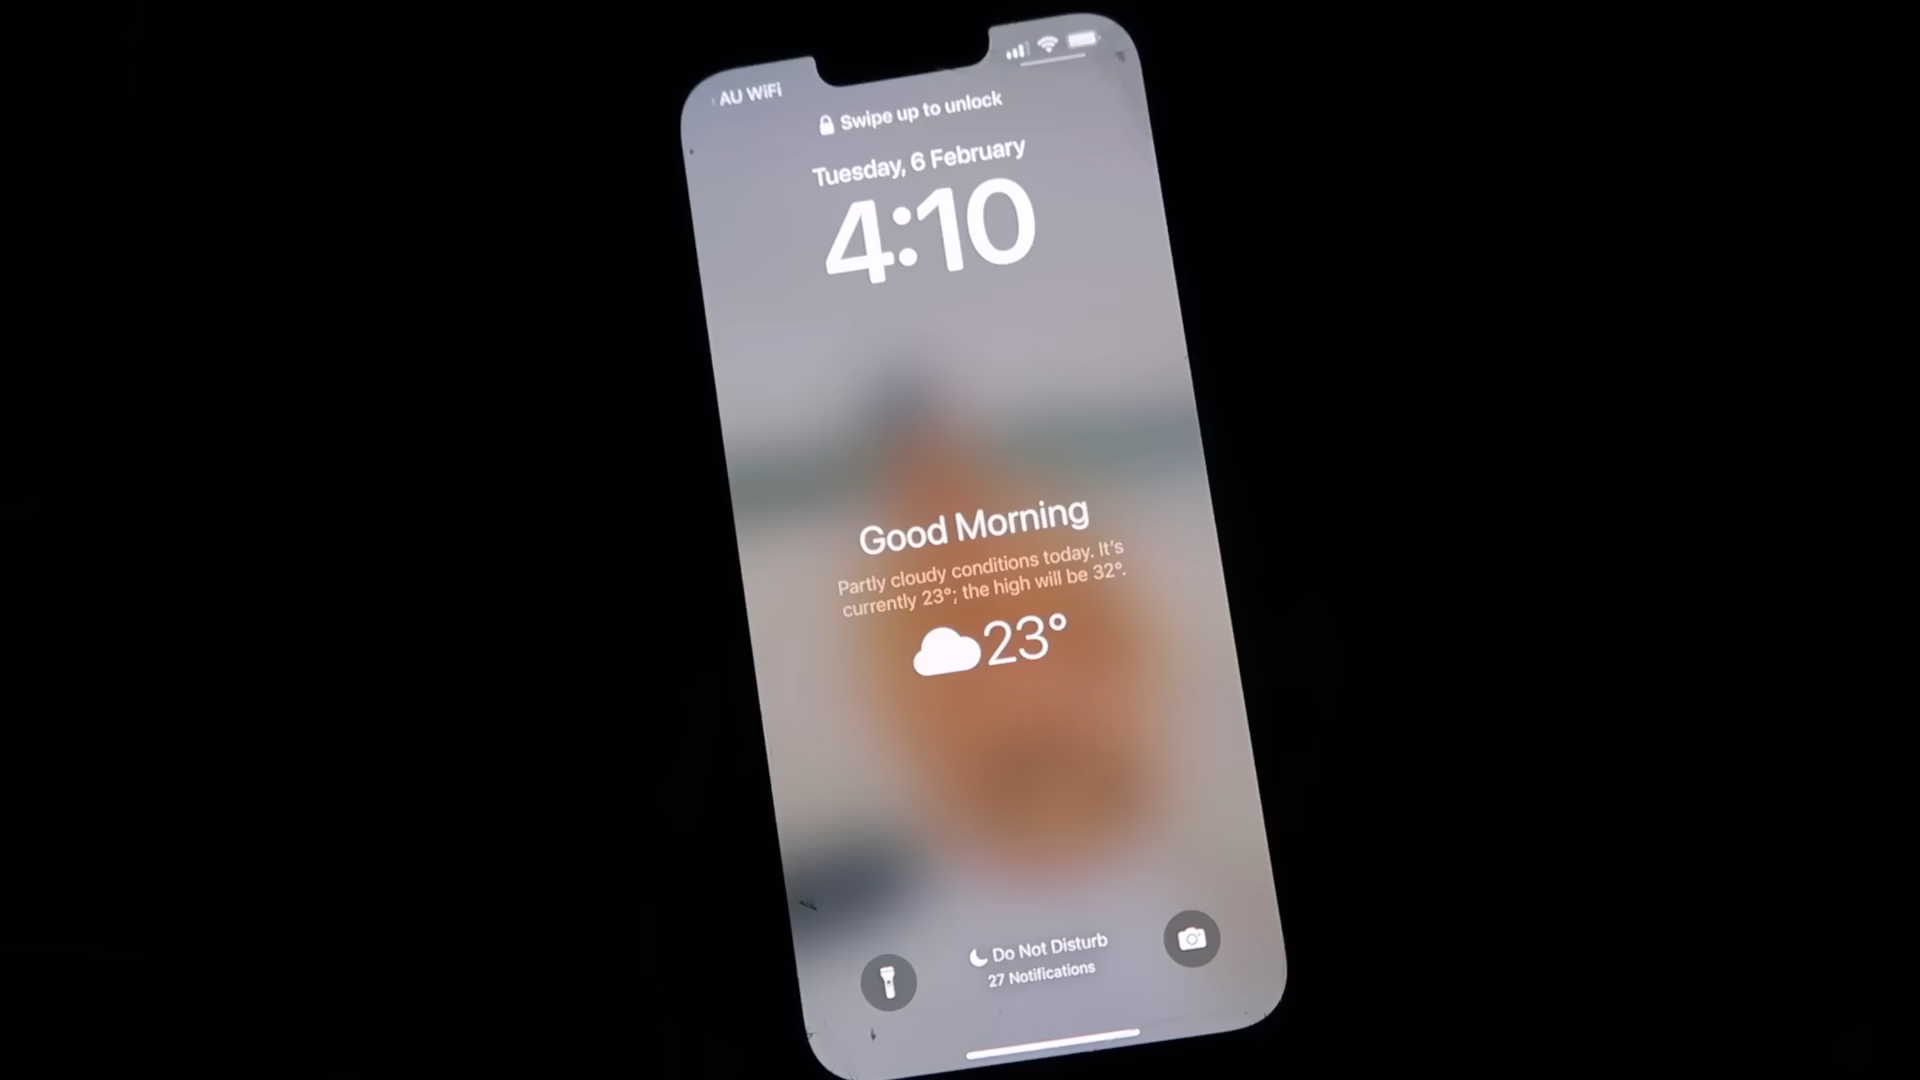 AU WiFi
Swipe up to unlock
Tuesday, 6 February
4:10
Good Morning
Partly cloudy conditions today. It's
currently 23°; the high will be 32°.
23°
Do Not Disturb
27 Notifications